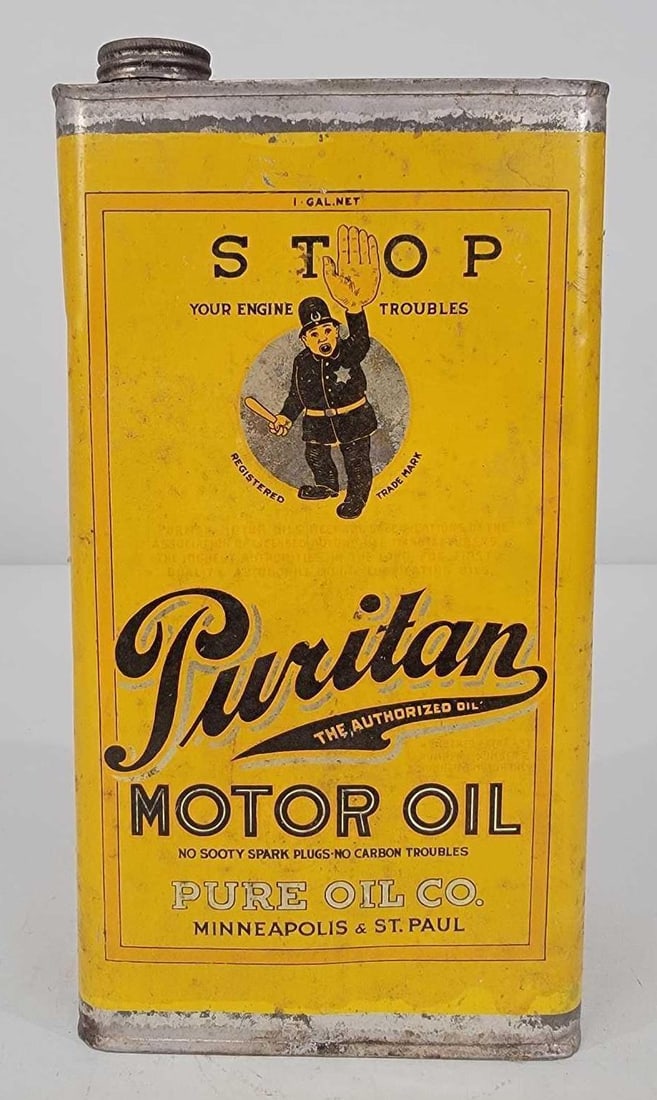 1 - GAL. NET
STOP
YOUR ENGINE TROUBLES
REGISTERED TRADE MARK
Puritan
THE AUTHORIZED OIL
MOTOR OIL
NO SOOTY SPARK PLUGS - NO CARBON TROUBLES
PURE OIL CO.
MINNEAPOLIS & ST. PAUL